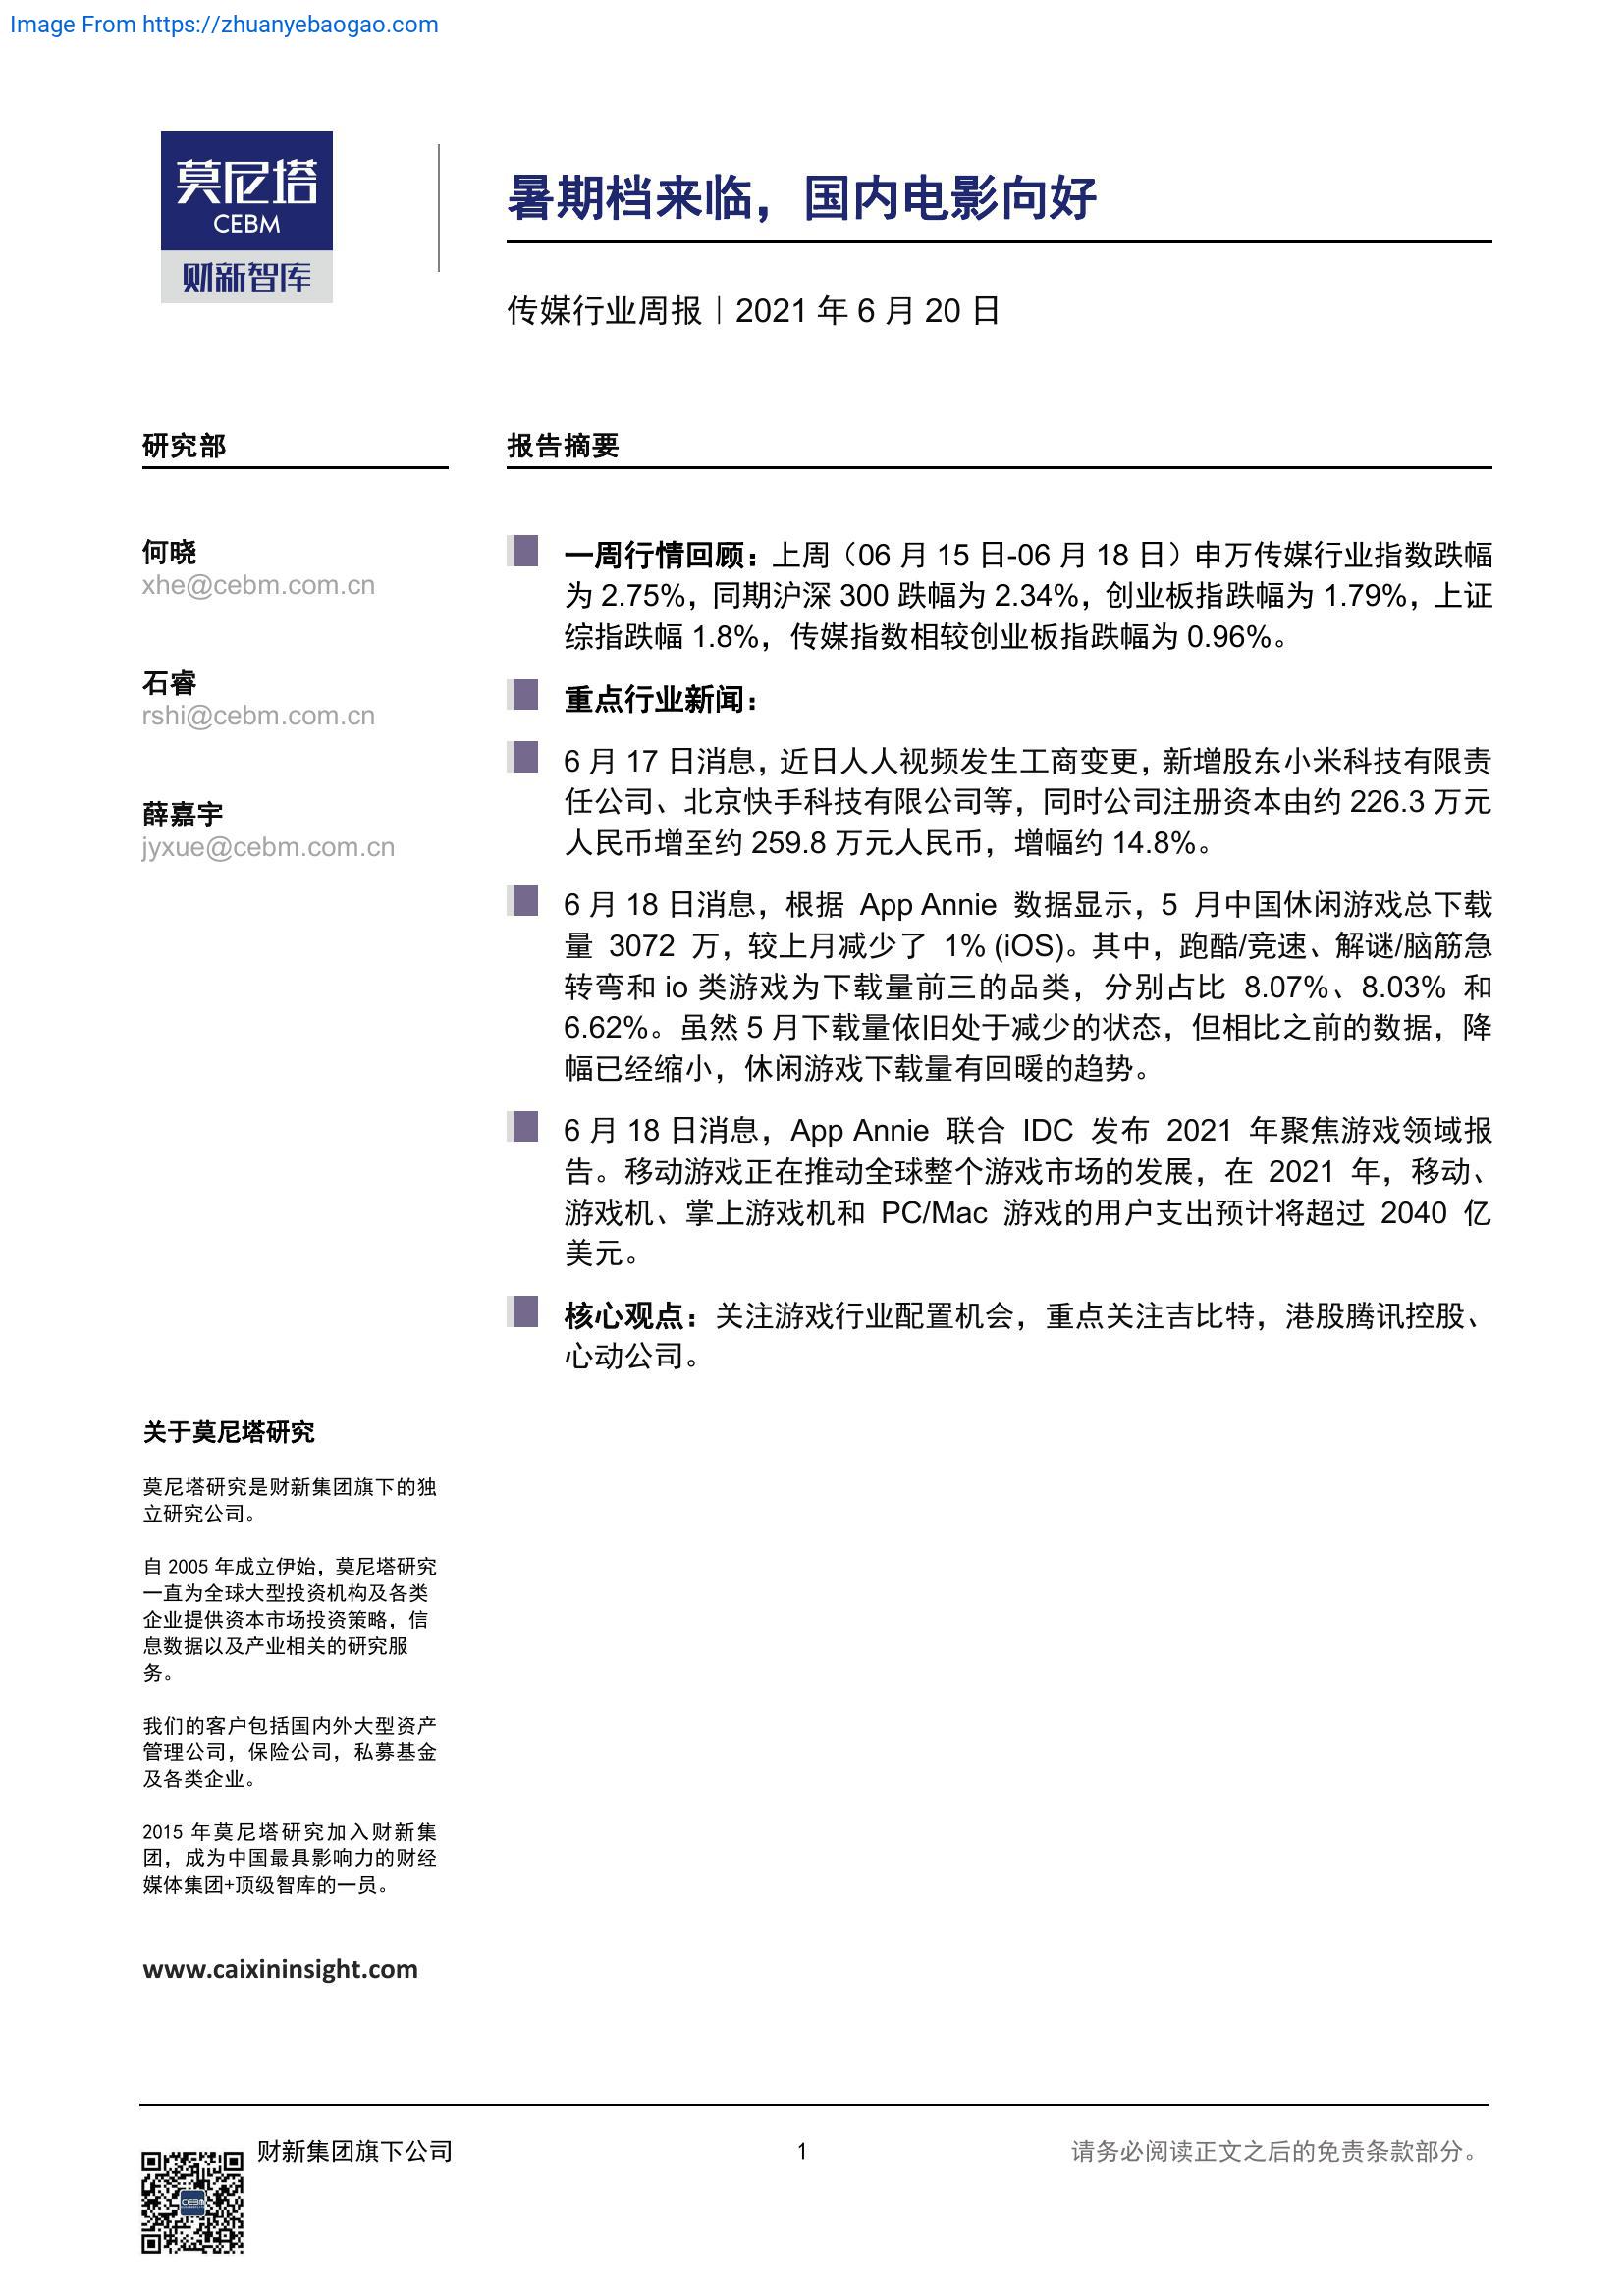 Image From https://zhuanyebaogao.com
莫尼塔
CEBM
财新智库
暑期档来临，国内电影向好
传媒行业周报｜2021 年 6 月 20 日
研究部
何晓
xhe@cebm.com.cn
石睿
rshi@cebm.com.cn
薛嘉宇
jyxue@cebm.com.cn
报告摘要
一周行情回顾：上周（06 月 15 日-06 月 18 日）申万传媒行业指数跌幅
为 2.75%，同期沪深 300 跌幅为 2.34%，创业板指跌幅为 1.79%，上证
综指跌幅 1.8%，传媒指数相较创业板指跌幅为 0.96%。
重点行业新闻：
6 月 17 日消息，近日人人视频发生工商变更，新增股东小米科技有限责
任公司、北京快手科技有限公司等，同时公司注册资本由约 226.3 万元
人民币增至约 259.8 万元人民币，增幅约 14.8%。
6 月 18 日消息，根据 App Annie 数据显示，5 月中国休闲游戏总下载
量 3072 万，较上月减少了 1% (iOS)。其中，跑酷/竞速、解谜/脑筋急
转弯和 io 类游戏为下载量前三的品类，分别占比 8.07%、8.03% 和
6.62%。虽然 5 月下载量依旧处于减少的状态，但相比之前的数据，降
幅已经缩小，休闲游戏下载量有回暖的趋势。
6 月 18 日消息，App Annie 联合 IDC 发布 2021 年聚焦游戏领域报
告。移动游戏正在推动全球整个游戏市场的发展，在 2021 年，移动、
游戏机、掌上游戏机和 PC/Mac 游戏的用户支出预计将超过 2040 亿
美元。
核心观点：关注游戏行业配置机会，重点关注吉比特，港股腾讯控股、
心动公司。
关于莫尼塔研究
莫尼塔研究是财新集团旗下的独
立研究公司。
自 2005 年成立伊始，莫尼塔研究
一直为全球大型投资机构及各类
企业提供资本市场投资策略，信
息数据以及产业相关的研究服
务。
我们的客户包括国内外大型资产
管理公司，保险公司，私募基金
及各类企业。
2015 年莫尼塔研究加入财新集
团，成为中国最具影响力的财经
媒体集团+顶级智库的一员。
www.caixininsight.com
财新集团旗下公司
1
请务必阅读正文之后的免责条款部分。
CEBM